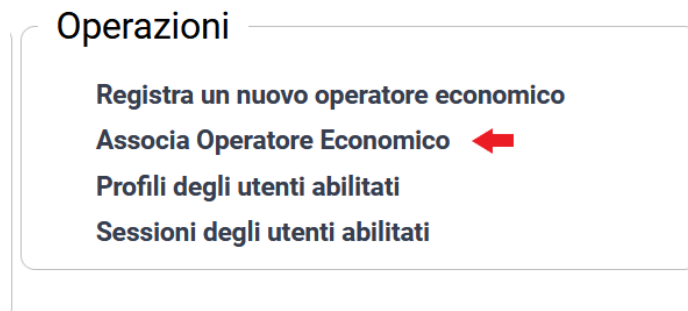 Operazioni
Registra un nuovo operatore economico
Associa Operatore Economico
Profili degli utenti abilitati
Sessioni degli utenti abilitati